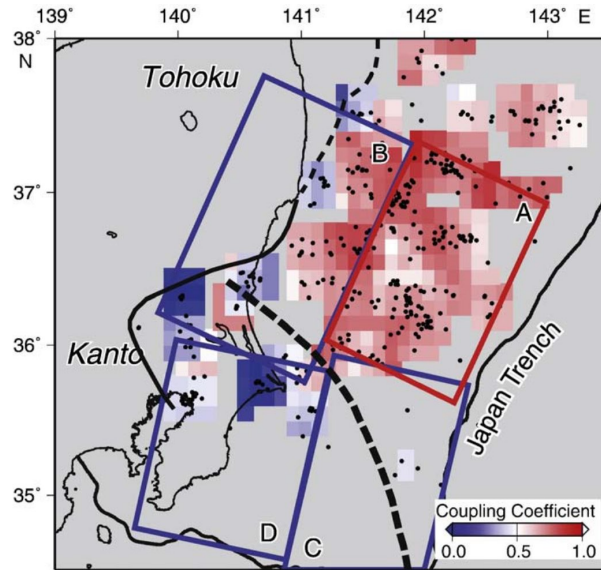 139° 140° 141° 142° 143° E
38°
N
Tohoku
B
37°
A
36°
Kanto
Japan Trench
35°
Coupling Coefficient
D C
0.0 0.5 1.0